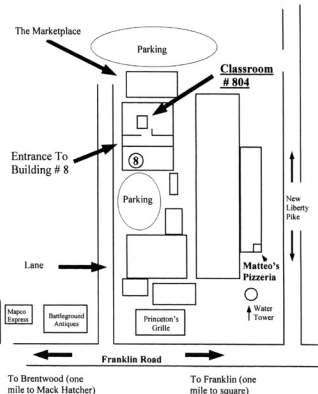 The Marketplace
Parking
Classroom
# 804
Entrance To
Building # 8
8
Parking
New
Liberty
Pike
Lane
Matteo's
Pizzeria
Water
Tower
Mapco
Express
Battleground
Antiques
Princeton's
Grille
Franklin Road
To Brentwood (one
mile to Mack Hatcher)
To Franklin (one
mile to square)